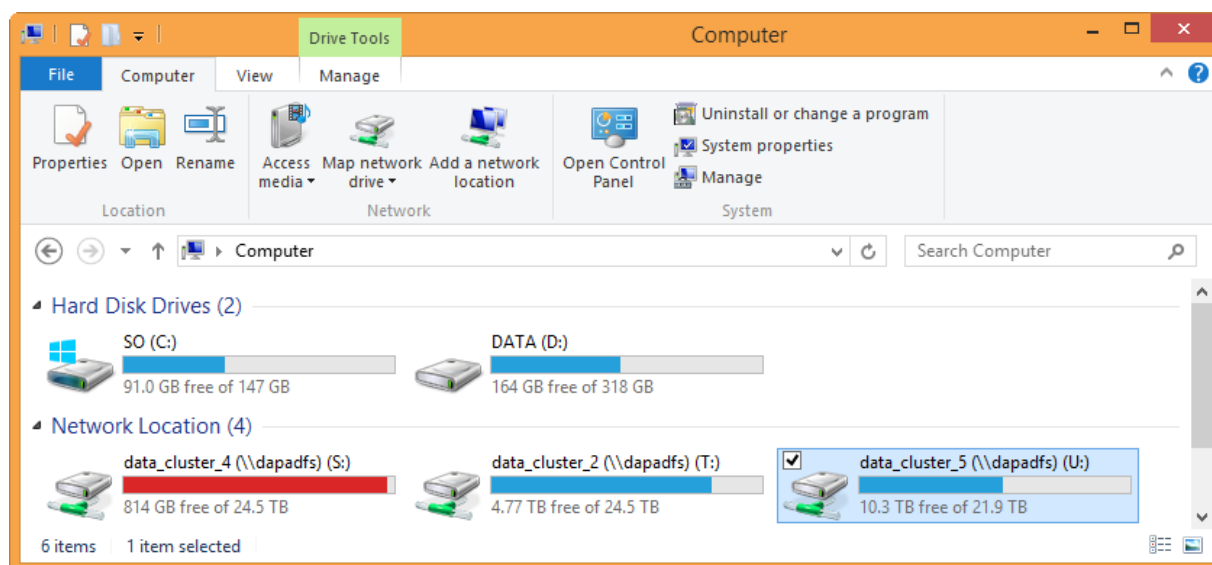 Drive Tools
Computer
File Computer View Manage
Uninstall or change a program
System properties
Manage
Properties Open Rename Access media Map network drive Add a network location Open Control Panel
Location Network System
Computer
Search Computer
Hard Disk Drives (2)
SO (C:) DATA (D:)
91.0 GB free of 147 GB 164 GB free of 318 GB
Network Location (4)
data_cluster_4 (\\dapadfs) (S:) data_cluster_2 (\\dapadfs) (T:) data_cluster_5 (\\dapadfs) (U:)
814 GB free of 24.5 TB 4.77 TB free of 24.5 TB 10.3 TB free of 21.9 TB
6 items 1 item selected